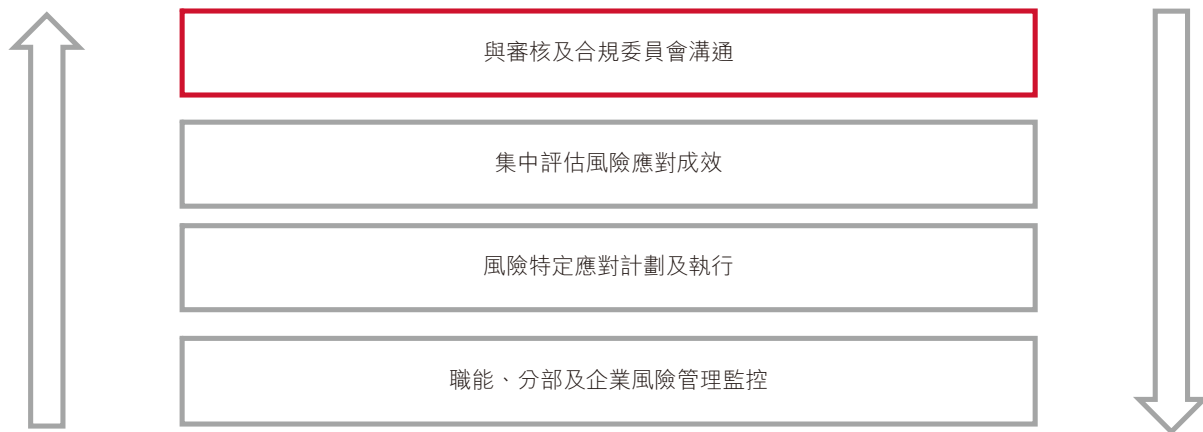 與審核及合規委員會溝通
集中評估風險應對成效
風險特定應對計劃及執行
職能、分部及企業風險管理監控